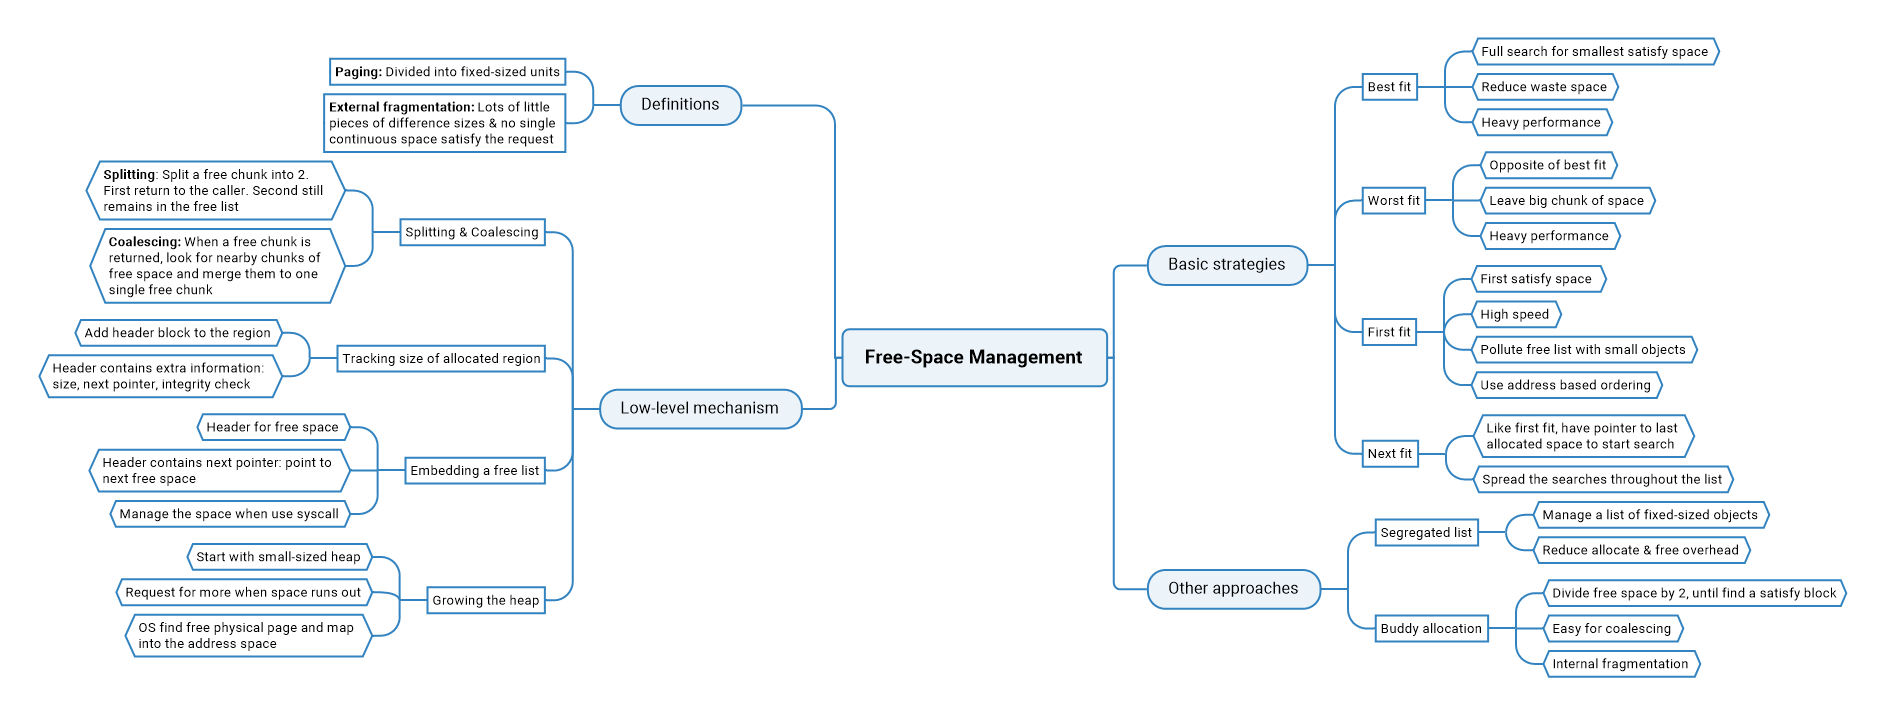 Free-Space Management
Definitions
Paging: Divided into fixed-sized units
External fragmentation: Lots of little
pieces of difference sizes & no single
continuous space satisfy the request
Low-level mechanism
Splitting & Coalescing
Splitting: Split a free chunk into 2.
First return to the caller. Second still
remains in the free list
Coalescing: When a free chunk is
returned, look for nearby chunks of
free space and merge them to one
single free chunk
Tracking size of allocated region
Add header block to the region
Header contains extra information:
size, next pointer, integrity check
Embedding a free list
Header for free space
Header contains next pointer: point to
next free space
Manage the space when use syscall
Growing the heap
Start with small-sized heap
Request for more when space runs out
OS find free physical page and map
into the address space
Basic strategies
Best fit
Full search for smallest satisfy space
Reduce waste space
Heavy performance
Worst fit
Opposite of best fit
Leave big chunk of space
Heavy performance
First fit
First satisfy space
High speed
Pollute free list with small objects
Use address based ordering
Next fit
Like first fit, have pointer to last
allocated space to start search
Spread the searches throughout the list
Other approaches
Segregated list
Manage a list of fixed-sized objects
Reduce allocate & free overhead
Buddy allocation
Divide free space by 2, until find a satisfy block
Easy for coalescing
Internal fragmentation